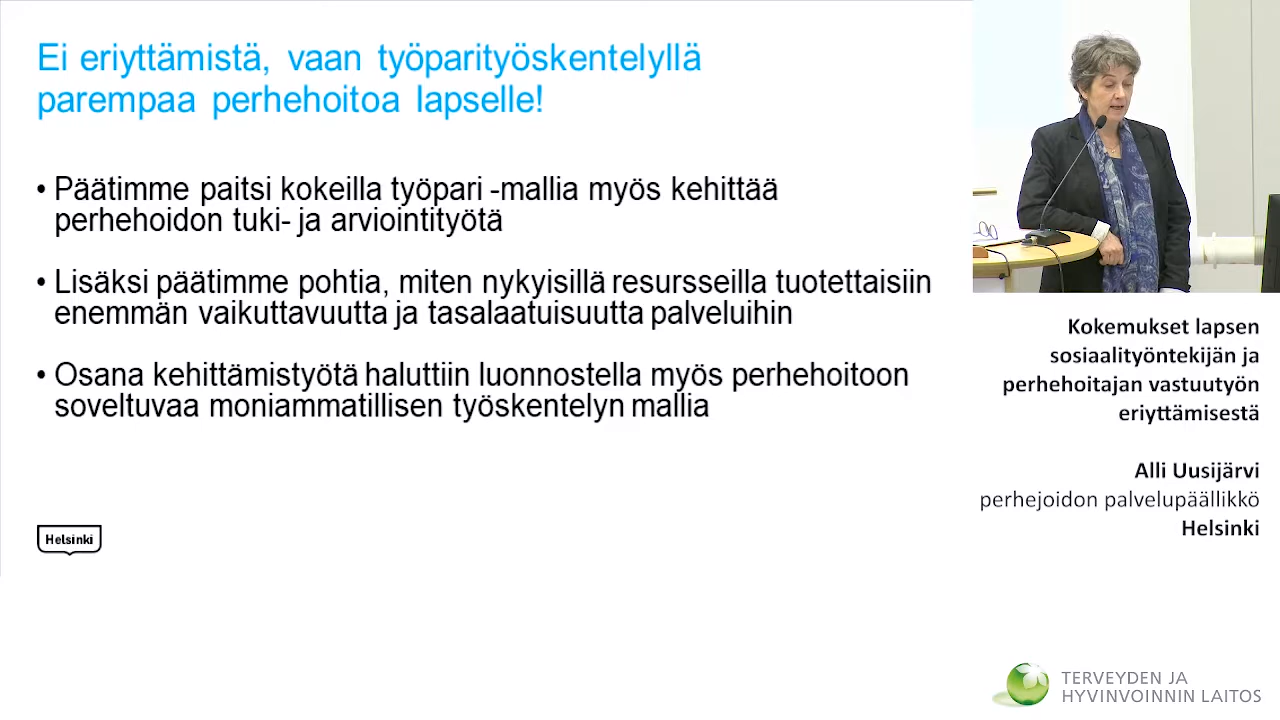 Ei eriyttämistä, vaan työparityöskentelyllä
parempaa perhehoitoa lapselle!
• Päätimme paitsi kokeilla työpari -mallia myös kehittää
perhehoidon tuki- ja arviointityötä
• Lisäksi päätimme pohtia, miten nykyisillä resursseilla tuotettaisiin
enemmän vaikuttavuutta ja tasalaatuisuutta palveluihin
• Osana kehittämistyötä haluttiin luonnostella myös perhehoitoon
soveltuvaa moniammatillisen työskentelyn mallia
Helsinki
Kokemukset lapsen
sosiaalityöntekijän ja
perhehoitajan vastuutyön
eriyttämisestä
Alli Uusijärvi
perhejoidon palvelupäällikkö
Helsinki
TERVEYDEN JA
HYVINVOINNIN LAITOS